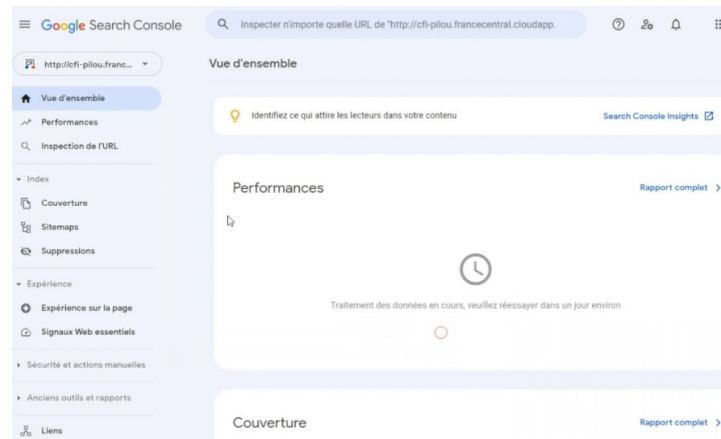 Google Search Console
Inspecter n'importe quelle URL de "http://cfi-pilou.francecentral.cloudapp.
http://cfi-pilou.franc...
Vue d'ensemble
Vue d'ensemble
Performances
Inspection de l'URL
Index
Couverture
Sitemaps
Suppressions
Expérience
Expérience sur la page
Signaux Web essentiels
Sécurité et actions manuelles
Anciens outils et rapports
Liens
Identifiez ce qui attire les lecteurs dans votre contenu
Search Console Insights
Performances
Rapport complet
Traitement des données en cours, veuillez réessayer dans un jour environ
Couverture
Rapport complet